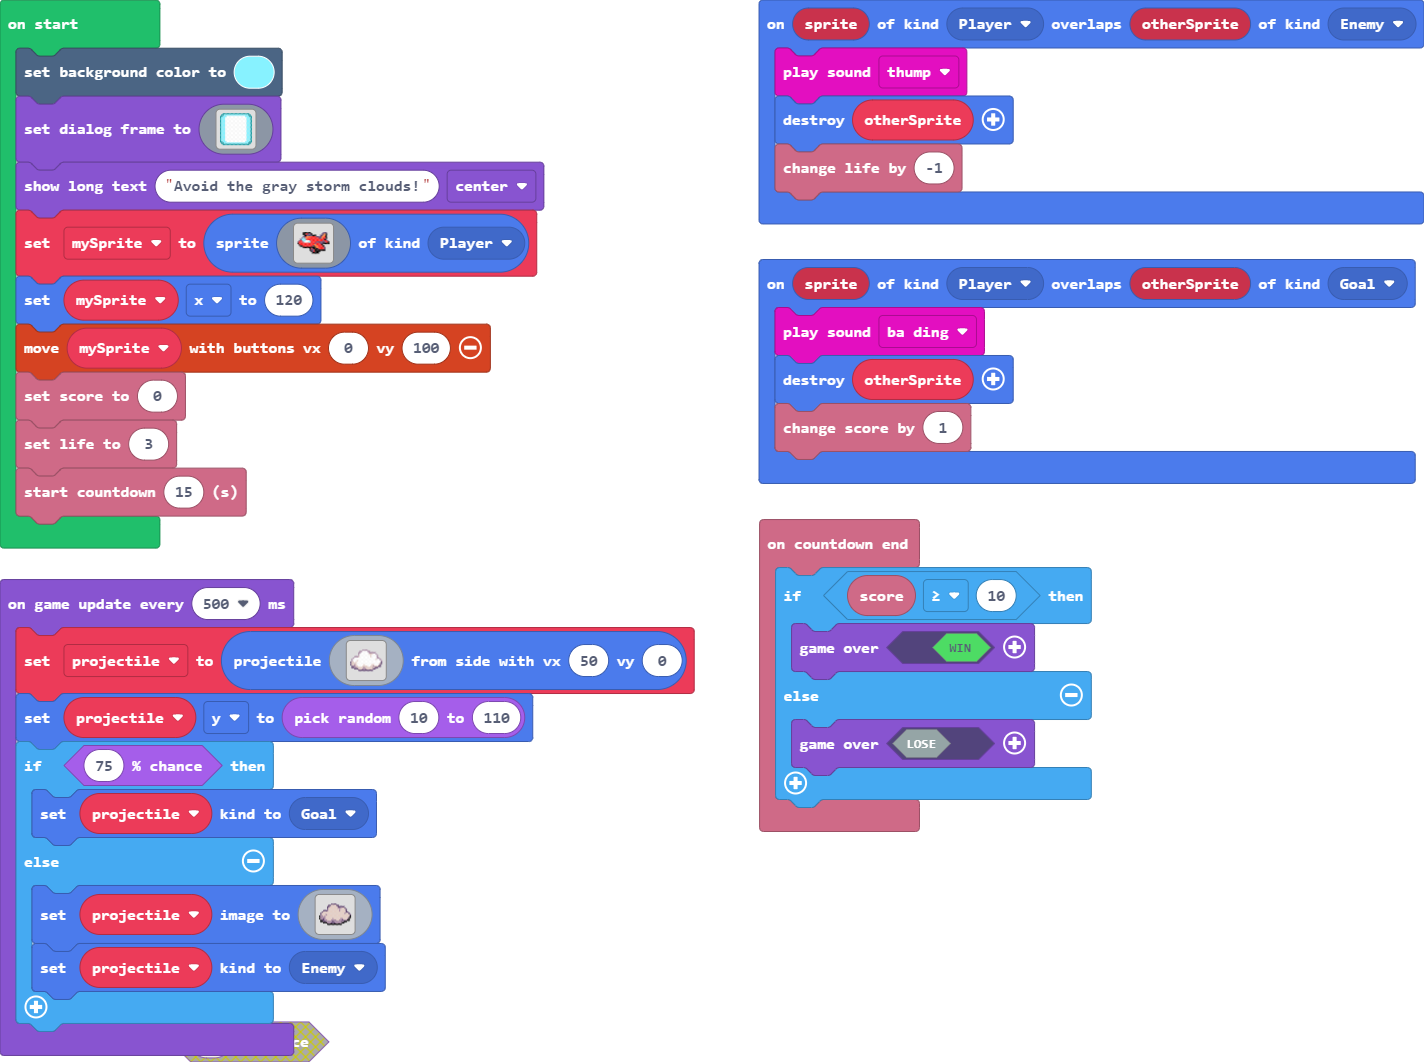 on start
set background color to
set dialog frame to
show long text "Avoid the gray storm clouds!" center
set mySprite to sprite of kind Player
set mySprite x to 120
move mySprite with buttons vx 0 vy 100
set score to 0
set life to 3
start countdown 15 (s)
on game update every 500 ms
set projectile to projectile from side with vx 50 vy 0
set projectile y to pick random 10 to 110
if 75 % chance then
set projectile kind to Goal
else
set projectile image to
set projectile kind to Enemy
ce
on sprite of kind Player overlaps otherSprite of kind Enemy
play sound thump
destroy otherSprite
change life by -1
on sprite of kind Player overlaps otherSprite of kind Goal
play sound ba ding
destroy otherSprite
change score by 1
on countdown end
if score ≥ 10 then
game over WIN
else
game over LOSE